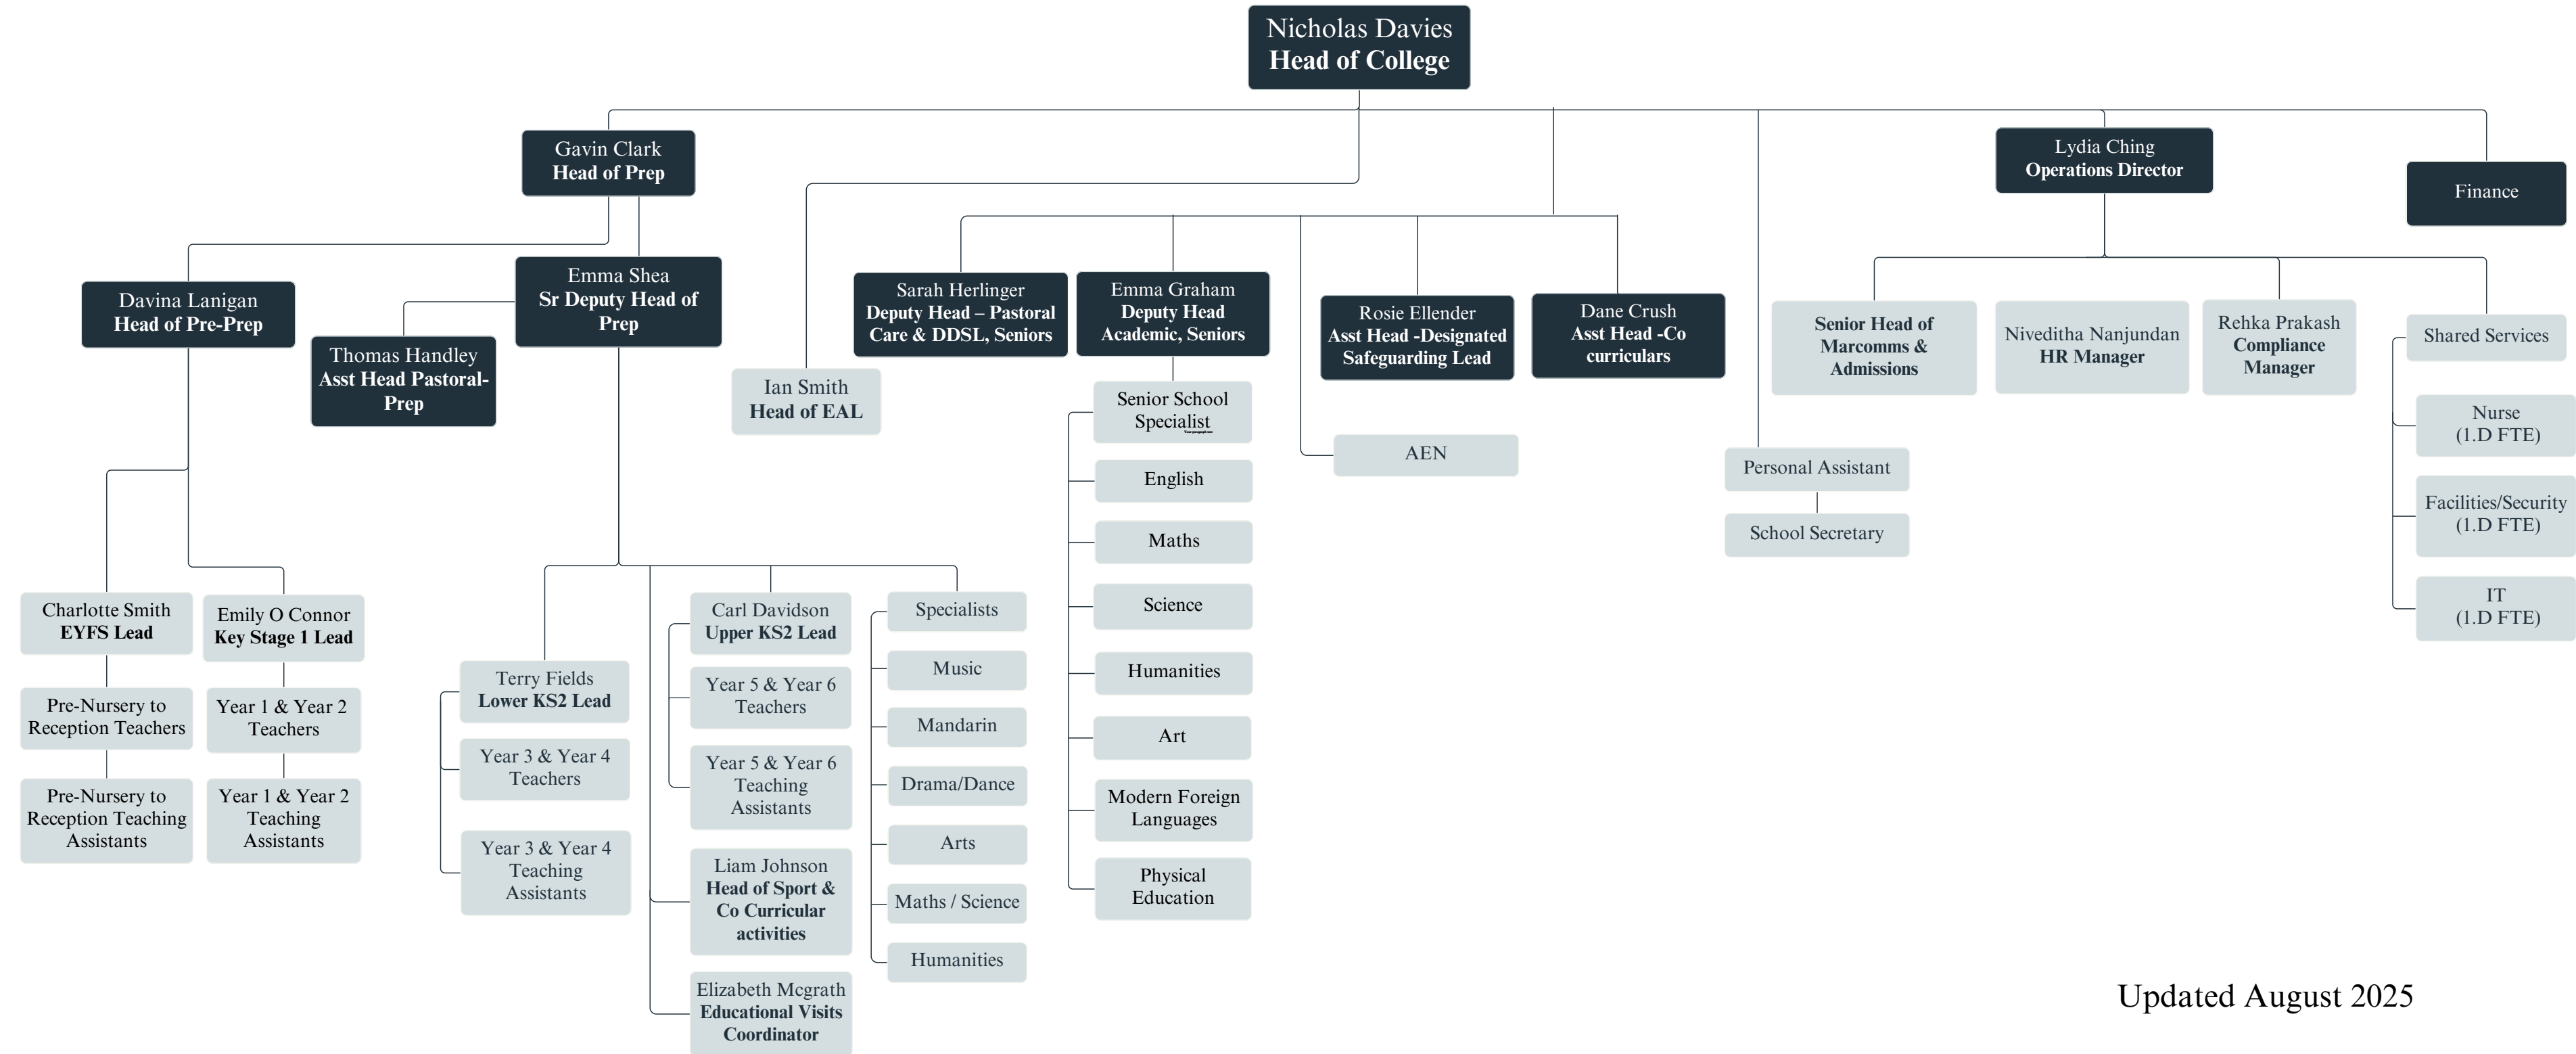 Nicholas Davies
Head of College
Gavin Clark
Head of Prep
Lydia Ching
Operations Director
Finance
Davina Lanigan
Head of Pre-Prep
Emma Shea
Sr Deputy Head of
Prep
Thomas Handley
Asst Head Pastoral-
Prep
Ian Smith
Head of EAL
Sarah Herlinger
Deputy Head – Pastoral
Care & DDSL, Seniors
Emma Graham
Deputy Head
Academic, Seniors
Rosie Ellender
Asst Head -Designated
Safeguarding Lead
Dane Crush
Asst Head -Co
curriculars
Senior Head of
Marcomms &
Admissions
Niveditha Nanjundan
HR Manager
Rehka Prakash
Compliance
Manager
Shared Services
Nurse
(1.D FTE)
Facilities/Security
(1.D FTE)
IT
(1.D FTE)
AEN
Personal Assistant
School Secretary
Senior School
Specialist
English
Maths
Science
Humanities
Art
Modern Foreign
Languages
Physical
Education
Charlotte Smith
EYFS Lead
Pre-Nursery to
Reception Teachers
Pre-Nursery to
Reception Teaching
Assistants
Emily O Connor
Key Stage 1 Lead
Year 1 & Year 2
Teachers
Year 1 & Year 2
Teaching
Assistants
Terry Fields
Lower KS2 Lead
Year 3 & Year 4
Teachers
Year 3 & Year 4
Teaching
Assistants
Carl Davidson
Upper KS2 Lead
Year 5 & Year 6
Teachers
Year 5 & Year 6
Teaching
Assistants
Liam Johnson
Head of Sport &
Co Curricular
activities
Elizabeth Mcgrath
Educational Visits
Coordinator
Specialists
Music
Mandarin
Drama/Dance
Arts
Maths / Science
Humanities
Updated August 2025